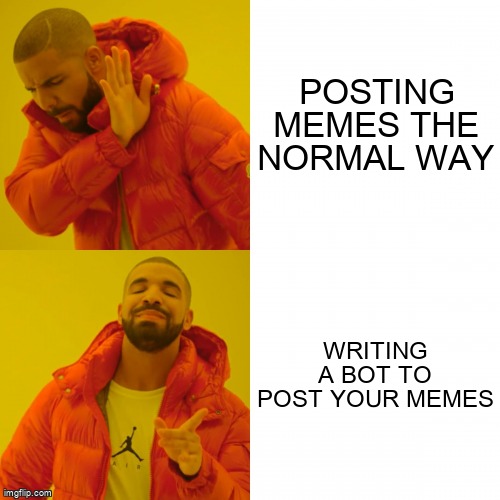 POSTING
MEMES THE
NORMAL WAY
WRITING
A BOT TO
POST YOUR MEMES
imgflip.com